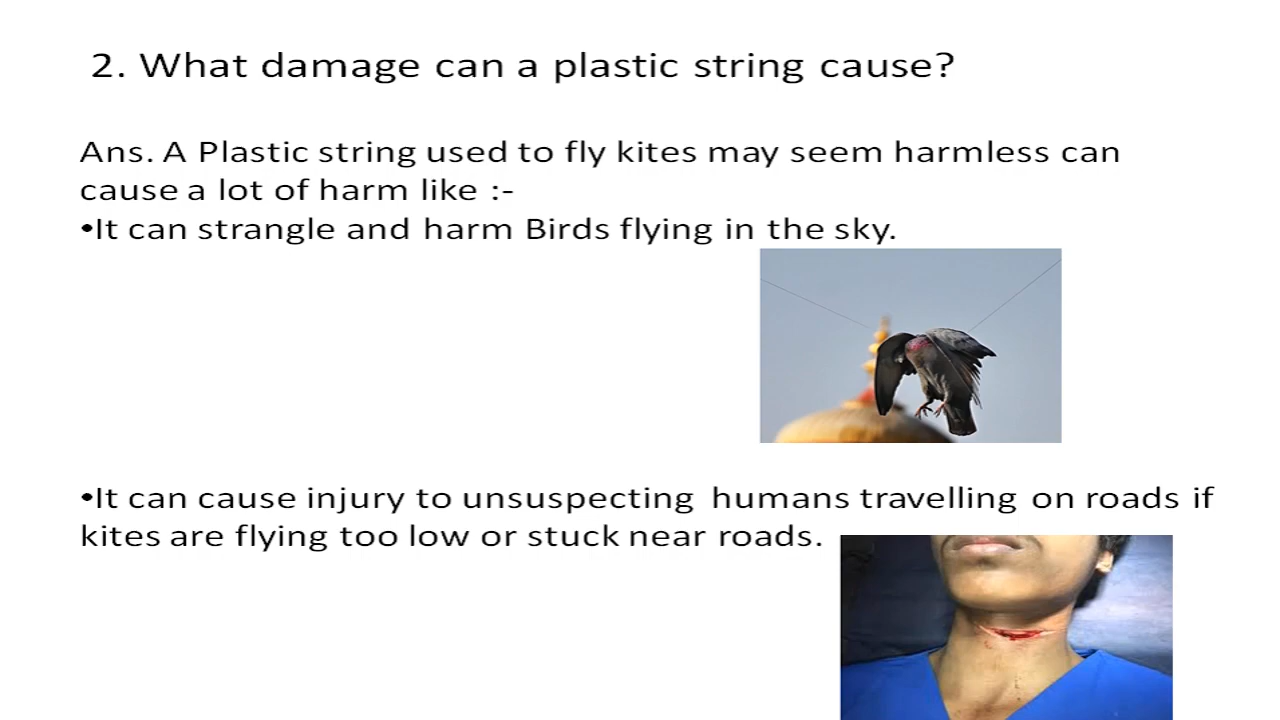 2. What damage can a plastic string cause?
Ans. A Plastic string used to fly kites may seem harmless can
cause a lot of harm like :-
•It can strangle and harm Birds flying in the sky.
•It can cause injury to unsuspecting humans travelling on roads if
kites are flying too low or stuck near roads.